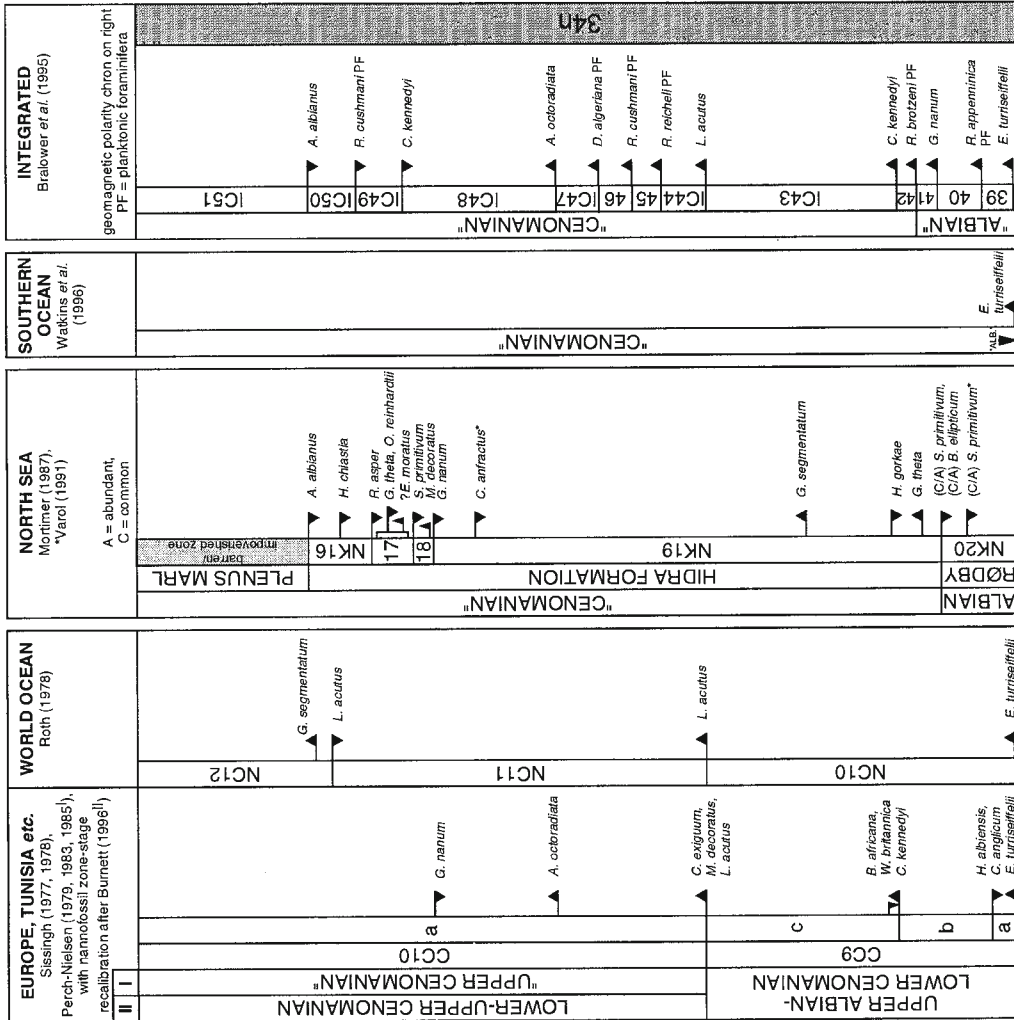 EUROPE, TUNISIA etc.
Sissingh (1977, 1978),
Perch-Nielsen (1979, 1983, 1985I),
with nannofossil zone-stage
recalibration after Burnett (1996II)
II
I
LOWER-UPPER CENOMANIAN
"UPPER CENOMANIAN"
CC10
a
G. nanum
A. octoradiata
C. exiguum,
M. decoratus,
L. acutus
UPPER ALBIAN-
LOWER CENOMANIAN
CC9
c
b
a
B. africana,
W. britannica
C. kennedyi
H. albiensis,
C. anglicum
E. turriseiffelii
WORLD OCEAN
Roth (1978)
NC12
NC11
NC10
G. segmentatum
L. acutus
L. acutus
E. turriseiffelii
NORTH SEA
Mortimer (1987),
*Varol (1991)
A = abundant,
C = common
"CENOMANIAN"
ALBIAN
PLENUS MARL
HIDRA FORMATION
RØDBY
barren/
impoverished zone
NK16
17
18
NK19
NK20
A. albianus
H. chiastia
R. asper
G. theta, O. reinhardtii
?E. moratus
S. primitivum
M. decoratus
G. nanum
C. anfractus*
G. segmentatum
H. gorkae
G. theta
(C/A) S. primitivum,
(C/A) B. ellipticum
(C/A) S. primitivum*
SOUTHERN
OCEAN
Watkins et al.
(1996)
"CENOMANIAN"
"ALB."
E.
turriseiffelii
INTEGRATED
Bralower et al. (1995)
geomagnetic polarity chron on right
PF = planktonic foraminifera
"CENOMANIAN"
"ALBIAN"
IC51
IC50
IC49
IC48
IC47
46
45
IC44
IC43
42
41
40
39
A. albianus
R. cushmani PF
C. kennedyi
A. octoradiata
D. algeriana PF
R. cushmani PF
R. reicheli PF
L. acutus
C. kennedyi
R. brotzeni PF
G. nanum
R. appenninica
PF
E. turriseiffelii
34n